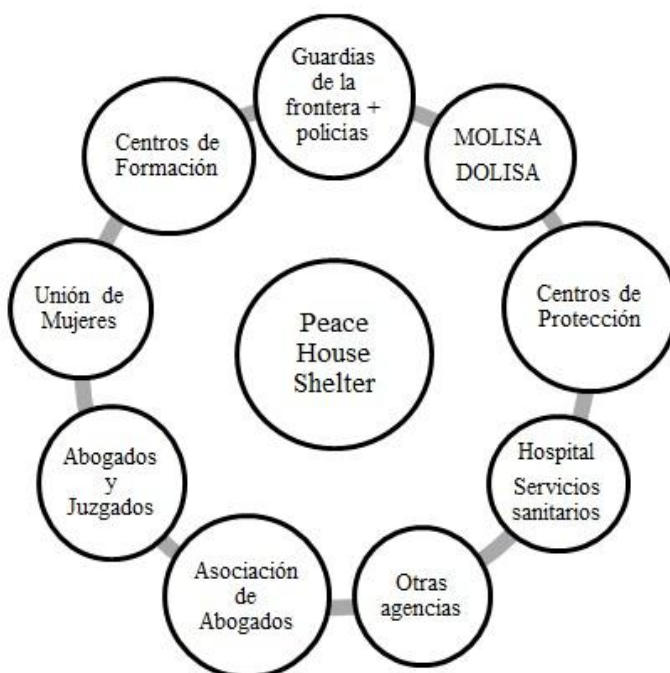 Guardias
de la
frontera +
policias
MOLISA
DOLISA
Centros de
Protección
Hospital
Servicios
sanitarios
Otras
agencias
Asociación
de
Abogados
Abogados
y
Juzgados
Unión de
Mujeres
Centros de
Formación
Peace
House
Shelter